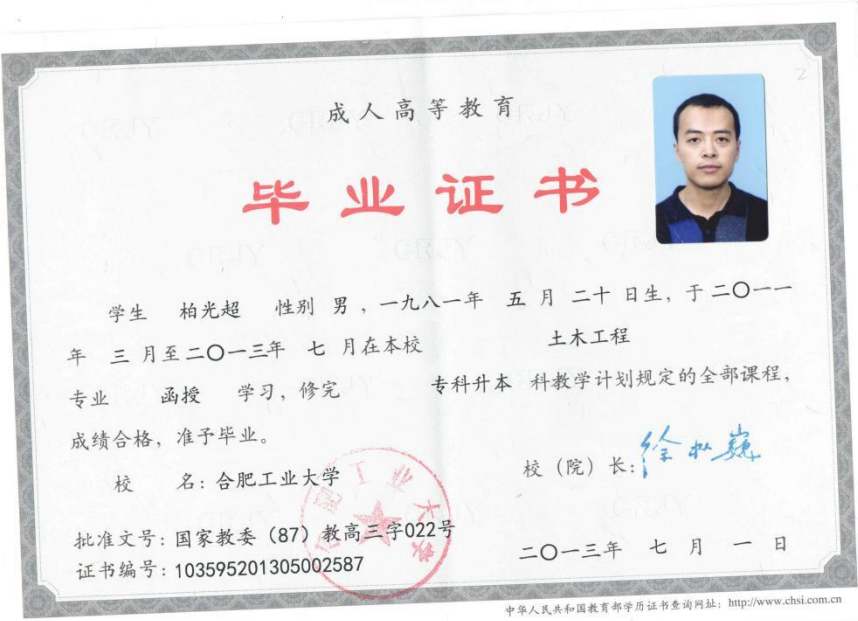 成人高等教育
毕业证书
学生 柏光超 性别 男，一九八一年 五 月 二十 日生，于二〇一一
年 三 月至二〇一三年 七 月在本校 土木工程
专业 函授 学习，修完 专科升本 科教学计划规定的全部课程，
成绩合格，准予毕业。
校 名：合肥工业大学
校（院）长：徐枞巍
批准文号：国家教委（87）教高三字022号
证书编号：103595201305002587
二〇一三年 七 月 一 日
中华人民共和国教育部学历证书查询网址：http://www.chsi.com.cn